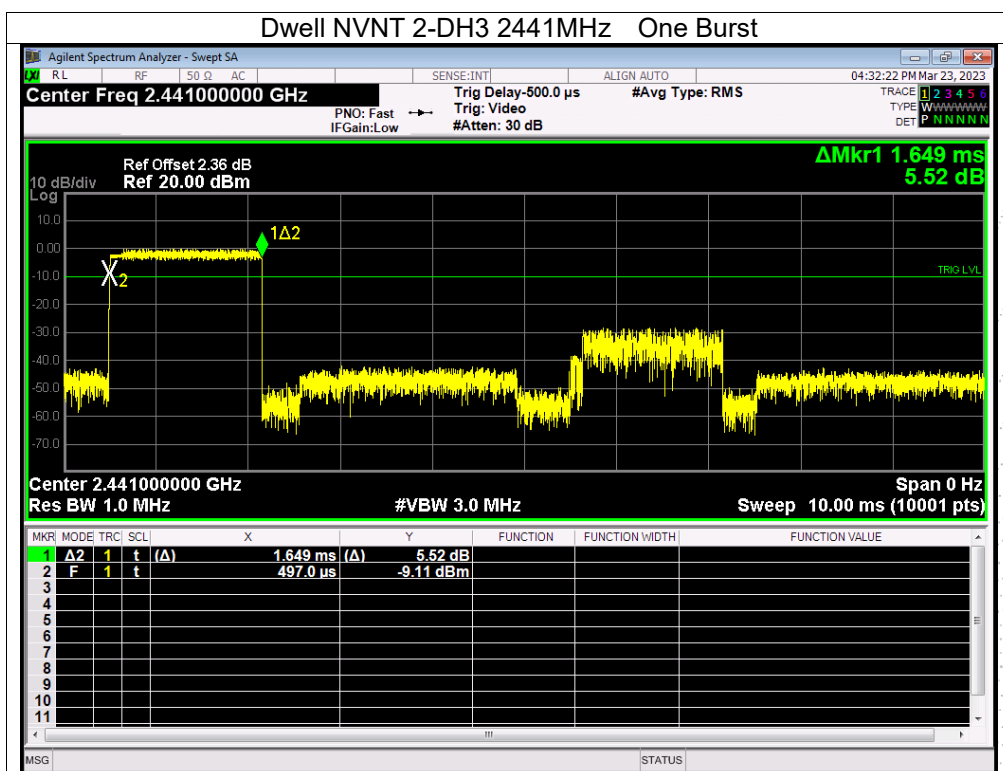 Dwell NVNT 2-DH3 2441MHz One Burst
Agilent Spectrum Analyzer - Swept SA
LXI RL RF 50 Ω AC SENSE:INT ALIGN AUTO 04:32:22 PM Mar 23, 2023
Center Freq 2.441000000 GHz
Trig Delay-500.0 µs #Avg Type: RMS TRACE 1 2 3 4 5 6
PNO: Fast Trig: Video TYPE WWWWWW
IFGain:Low #Atten: 30 dB DET P N N N N N
ΔMkr1 1.649 ms
5.52 dB
Ref Offset 2.36 dB
10 dB/div Ref 20.00 dBm
Log
10.0
0.00
-10.0
-20.0
-30.0
-40.0
-50.0
-60.0
-70.0
1Δ2
2
TRIG LVL
Center 2.441000000 GHz Span 0 Hz
Res BW 1.0 MHz #VBW 3.0 MHz Sweep 10.00 ms (10001 pts)
MKR MODE TRC SCL X Y FUNCTION FUNCTION WIDTH FUNCTION VALUE
1 Δ2 1 t (Δ) 1.649 ms (Δ) 5.52 dB
2 F 1 t 497.0 µs -9.11 dBm
3
4
5
6
7
8
9
10
11
MSG STATUS